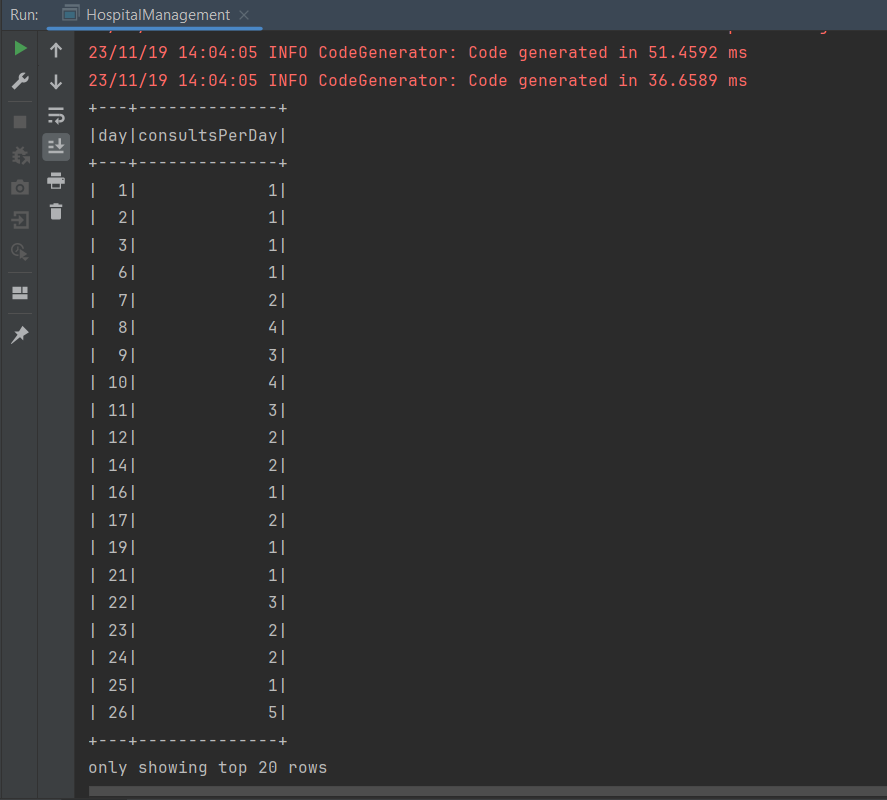 Run: HospitalManagement
23/11/19 14:04:05 INFO CodeGenerator: Code generated in 51.4592 ms
23/11/19 14:04:05 INFO CodeGenerator: Code generated in 36.6589 ms
+---+--------------+
|day|consultsPerDay|
+---+--------------+
|  1|             1|
|  2|             1|
|  3|             1|
|  6|             1|
|  7|             2|
|  8|             4|
|  9|             3|
| 10|             4|
| 11|             3|
| 12|             2|
| 14|             2|
| 16|             1|
| 17|             2|
| 19|             1|
| 21|             1|
| 22|             3|
| 23|             2|
| 24|             2|
| 25|             1|
| 26|             5|
+---+--------------+
only showing top 20 rows